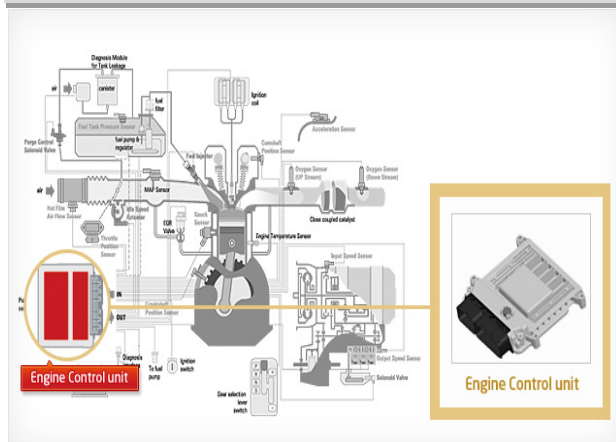 Diagnosis Module
for Tank Leakage
air
canister
fuel
filter
Ignition
coil
Fuel Tank Pressure Sensor
fuel pump &
regulator
Purge Control
Solenoid Valve
Fuel Injector
Camshaft
Position Sensor
Acceleration Sensor
Oxygen Sensor
(UP Stream)
Oxygen Sensor
(Down Stream)
air
MAP Sensor
Hot Film
Air Flow Sensor
Idle Speed
Actuator
Throttle
Position
Sensor
EGR
Valve
Knock
Sensor
Engine Temperature Sensor
Close coupled catalyst
Input Speed Sensor
IN
OUT
Crankshaft
Position Sensor
Diagnosis
To fuel
pump
Ignition
switch
Output Speed Sensor
Solenoid Valve
Gear selection
lever
switch
Engine Control unit
Engine Control unit